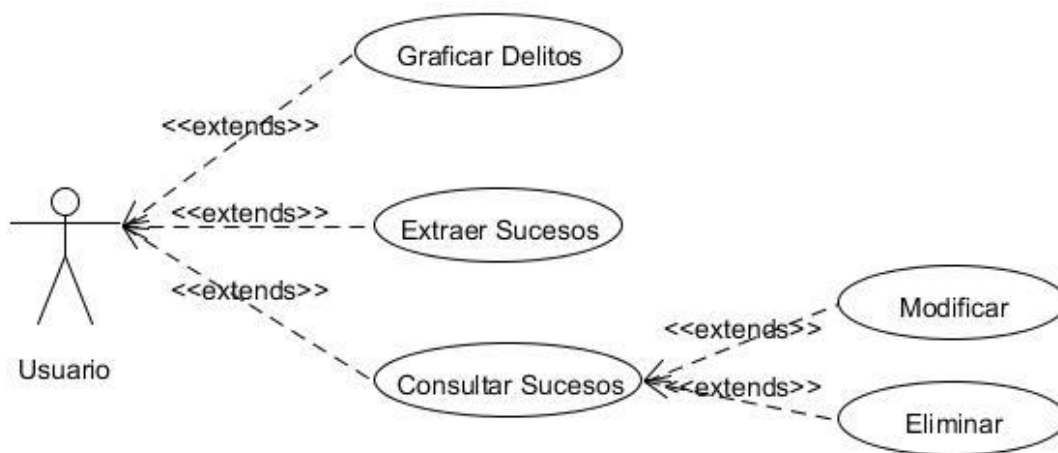 Graficar Delitos
<<extends>>
<<extends>>
Extraer Sucesos
<<extends>>
Modificar
<<extends>>
Usuario
Consultar Sucesos
<<extends>>
Eliminar